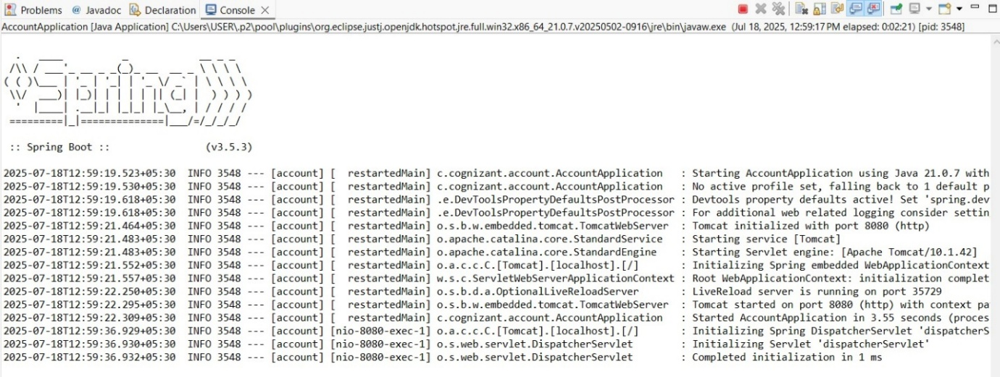 Problems @ Javadoc Declaration Console
AccountApplication [Java Application] C:\Users\USER\.p2\pool\plugins\org.eclipse.justj.openjdk.hotspot.jre.full.win32.x86_64_21.0.7.v20250502-0916\jre\bin\javaw.exe (Jul 18, 2025, 12:59:17 PM elapsed: 0:02:21) [pid: 3548]
Spring
:: Spring Boot :: (v3.5.3)
2025-07-18T12:59:19.523+05:30 INFO 3548 --- [account] [ restartedMain] c.cognizant.account.AccountApplication : Starting AccountApplication using Java 21.0.7 with
2025-07-18T12:59:19.530+05:30 INFO 3548 --- [account] [ restartedMain] c.cognizant.account.AccountApplication : No active profile set, falling back to 1 default p
2025-07-18T12:59:19.618+05:30 INFO 3548 --- [account] [ restartedMain] .e.DevToolsPropertyDefaultsPostProcessor : Devtools property defaults active! Set 'spring.dev
2025-07-18T12:59:19.618+05:30 INFO 3548 --- [account] [ restartedMain] .e.DevToolsPropertyDefaultsPostProcessor : For additional web related logging consider settin
2025-07-18T12:59:21.464+05:30 INFO 3548 --- [account] [ restartedMain] o.s.b.w.embedded.tomcat.TomcatWebServer : Tomcat initialized with port 8080 (http)
2025-07-18T12:59:21.483+05:30 INFO 3548 --- [account] [ restartedMain] o.apache.catalina.core.StandardService : Starting service [Tomcat]
2025-07-18T12:59:21.483+05:30 INFO 3548 --- [account] [ restartedMain] o.apache.catalina.core.StandardEngine : Starting Servlet engine: [Apache Tomcat/10.1.42]
2025-07-18T12:59:21.552+05:30 INFO 3548 --- [account] [ restartedMain] o.a.c.c.C.[Tomcat].[localhost].[/] : Initializing Spring embedded WebApplicationContext
2025-07-18T12:59:21.557+05:30 INFO 3548 --- [account] [ restartedMain] w.s.c.ServletWebServerApplicationContext : Root WebApplicationContext: initialization complet
2025-07-18T12:59:22.250+05:30 INFO 3548 --- [account] [ restartedMain] o.s.b.d.a.OptionalLiveReloadServer : LiveReload server is running on port 35729
2025-07-18T12:59:22.295+05:30 INFO 3548 --- [account] [ restartedMain] o.s.b.w.embedded.tomcat.TomcatWebServer : Tomcat started on port 8080 (http) with context pa
2025-07-18T12:59:22.309+05:30 INFO 3548 --- [account] [ restartedMain] c.cognizant.account.AccountApplication : Started AccountApplication in 3.55 seconds (proces
2025-07-18T12:59:36.929+05:30 INFO 3548 --- [account] [nio-8080-exec-1] o.a.c.c.C.[Tomcat].[localhost].[/] : Initializing Spring DispatcherServlet 'dispatcherS
2025-07-18T12:59:36.930+05:30 INFO 3548 --- [account] [nio-8080-exec-1] o.s.web.servlet.DispatcherServlet : Initializing Servlet 'dispatcherServlet'
2025-07-18T12:59:36.932+05:30 INFO 3548 --- [account] [nio-8080-exec-1] o.s.web.servlet.DispatcherServlet : Completed initialization in 1 ms